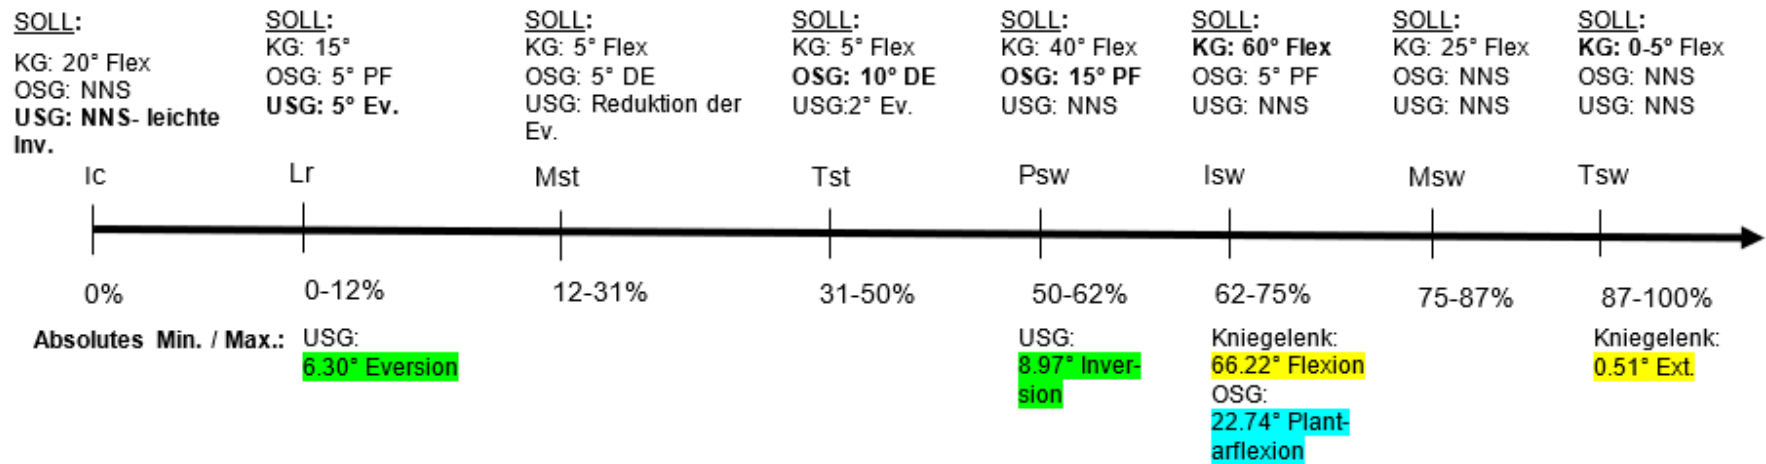 SOLL:
KG: 20° Flex
OSG: NNS
USG: NNS- leichte
Inv.
SOLL:
KG: 15°
OSG: 5° PF
USG: 5° Ev.
SOLL:
KG: 5° Flex
OSG: 5° DE
USG: Reduktion der
Ev.
SOLL:
KG: 5° Flex
OSG: 10° DE
USG:2° Ev.
SOLL:
KG: 40° Flex
OSG: 15° PF
USG: NNS
SOLL:
KG: 60° Flex
OSG: 5° PF
USG: NNS
SOLL:
KG: 25° Flex
OSG: NNS
USG: NNS
SOLL:
KG: 0-5° Flex
OSG: NNS
USG: NNS
Ic Lr Mst Tst Psw Isw Msw Tsw
0% 0-12% 12-31% 31-50% 50-62% 62-75% 75-87% 87-100%
Absolutes Min. / Max.:
USG:
6.30° Eversion
USG:
8.97° Inver-
sion
Kniegelenk:
66.22° Flexion
OSG:
22.74° Plant-
arflexion
Kniegelenk:
0.51° Ext.